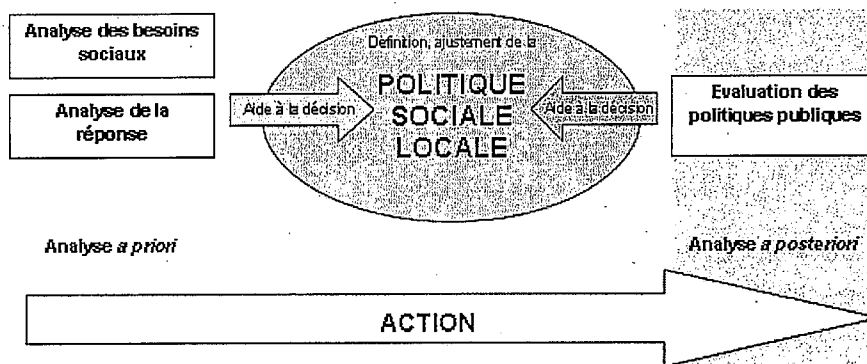 Analyse des besoins
sociaux
Analyse de la
réponse
Aide à la décision
Définition, ajustement de la
POLITIQUE
SOCIALE
LOCALE
Aide à la décision
Evaluation des
politiques publiques
Analyse a priori
Analyse a posteriori
ACTION